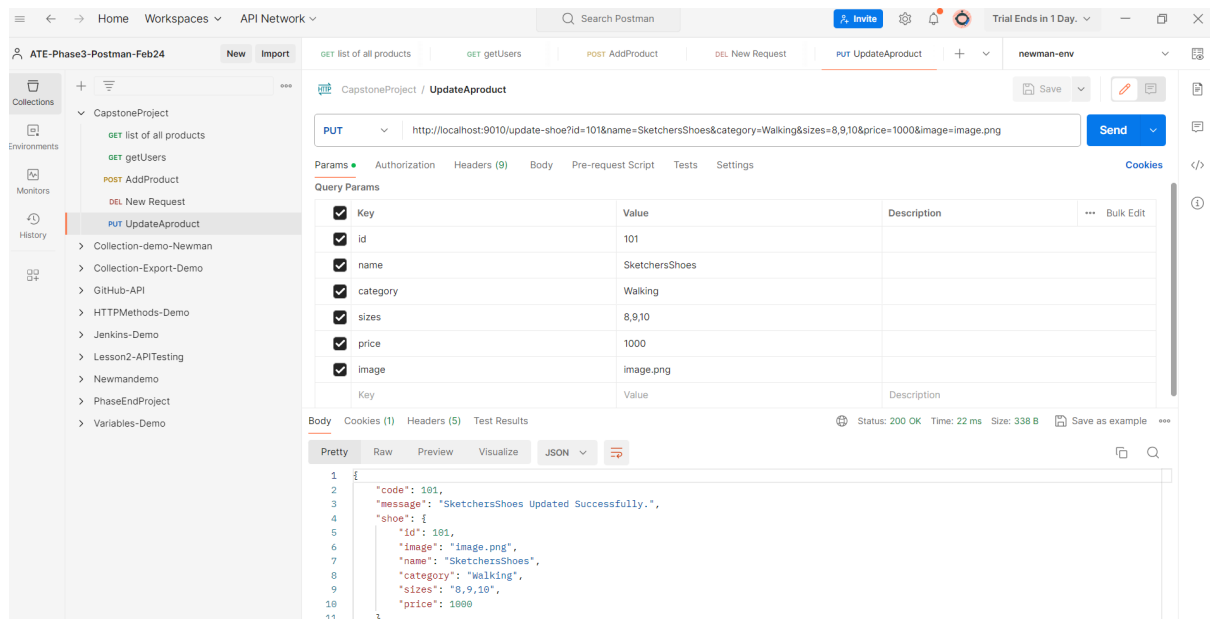 Home Workspaces API Network Search Postman Invite Trial Ends in 1 Day.
ATE-Phase3-Postman-Feb24 New Import GET list of all products GET getUsers POST AddProduct DEL New Request PUT UpdateAproduct newman-env
Collections
Environments
Monitors
History
CapstoneProject
GET list of all products
GET getUsers
POST AddProduct
DEL New Request
PUT UpdateAproduct
Collection-demo-Newman
Collection-Export-Demo
GitHub-API
HTTPMethods-Demo
Jenkins-Demo
Lesson2-APITesting
Newmandemo
PhaseEndProject
Variables-Demo
HTTP CapstoneProject / UpdateAproduct Save
PUT http://localhost:9010/update-shoe?id=101&name=SketchersShoes&category=Walking&sizes=8,9,10&price=1000&image=image.png Send
Params Authorization Headers (9) Body Pre-request Script Tests Settings Cookies
Query Params
Key Value Description Bulk Edit
id 101
name SketchersShoes
category Walking
sizes 8,9,10
price 1000
image image.png
Key Value Description
Body Cookies (1) Headers (5) Test Results Status: 200 OK Time: 22 ms Size: 338 B Save as example
Pretty Raw Preview Visualize JSON
1 {
2 "code": 101,
3 "message": "SketchersShoes Updated Successfully.",
4 "shoe": {
5 "id": 101,
6 "image": "image.png",
7 "name": "SketchersShoes",
8 "category": "Walking",
9 "sizes": "8,9,10",
10 "price": 1000
11 }